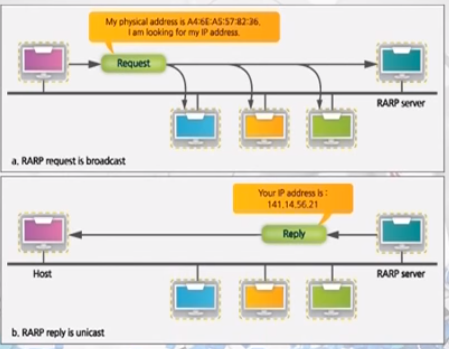 My physical address is A4:6E:A5:57:82:36,
I am looking for my IP address.
Request
RARP server
a. RARP request is broadcast
Your IP address is :
141.14.56.21
Reply
Host
RARP server
b. RARP reply is unicast